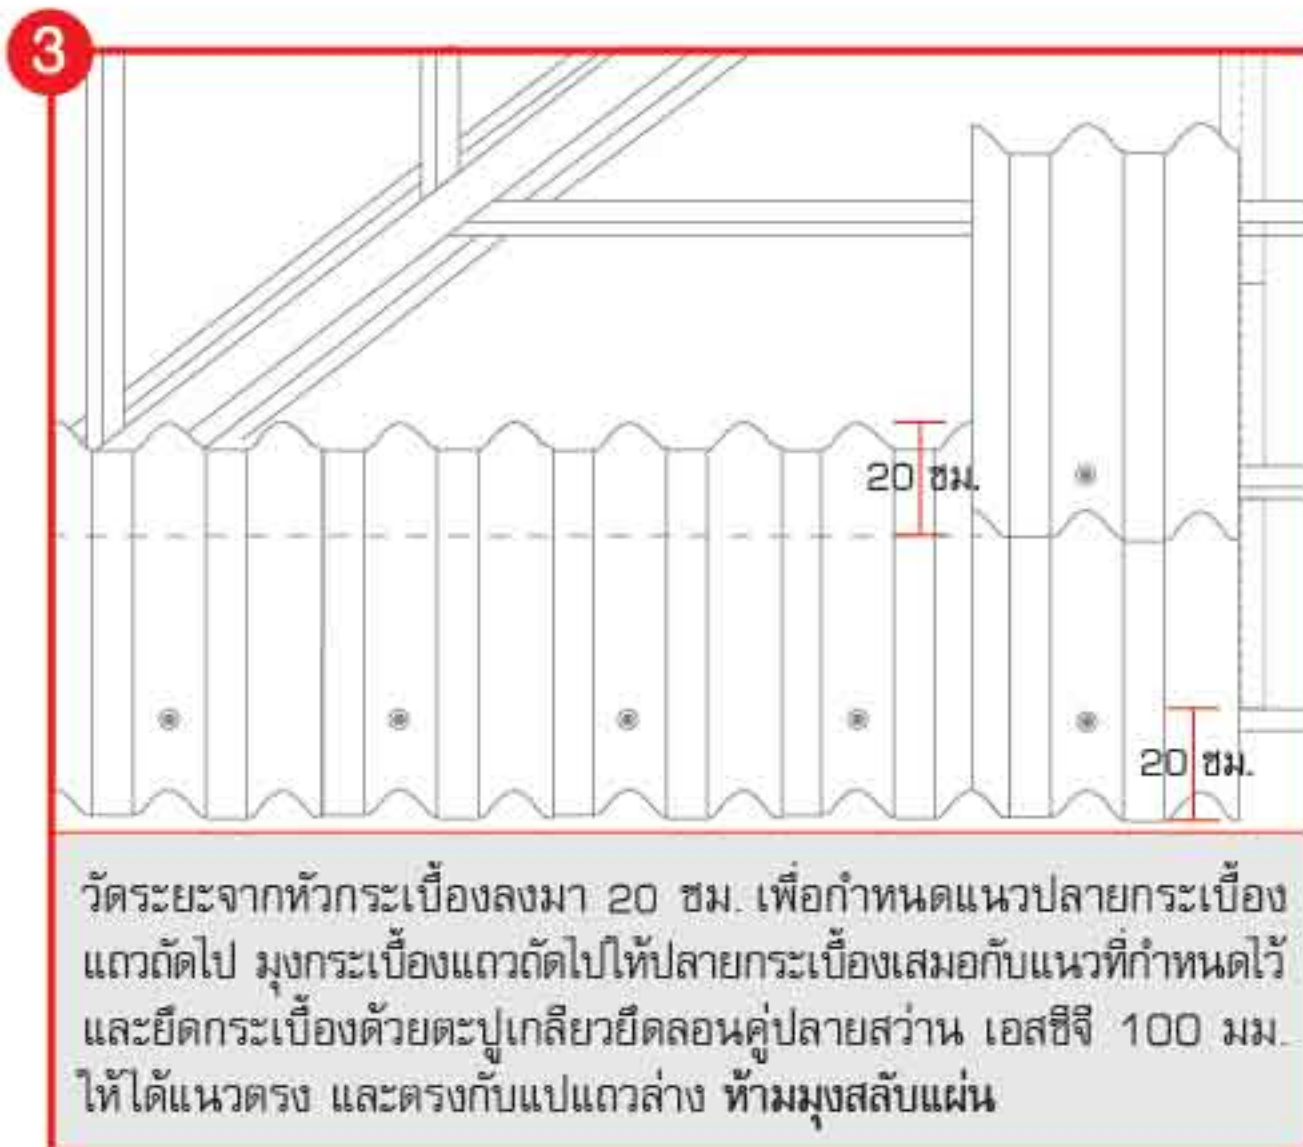 3
20 ซม.
20 ซม.
วัดระยะจากหัวกระเบื้องลงมา 20 ซม. เพื่อกำหนดแนวปลายกระเบื้อง
แถวถัดไป มุงกระเบื้องแถวถัดไปให้ปลายกระเบื้องเสมอกับแนวที่กำหนดไว้
และยึดกระเบื้องด้วยตะปูเกลียวยึดลอนคู่ปลายสว่าน เอสซีจี 100 มม.
ให้ได้แนวตรง และตรงกับแปแถวล่าง ห้ามมุงสลับแผ่น